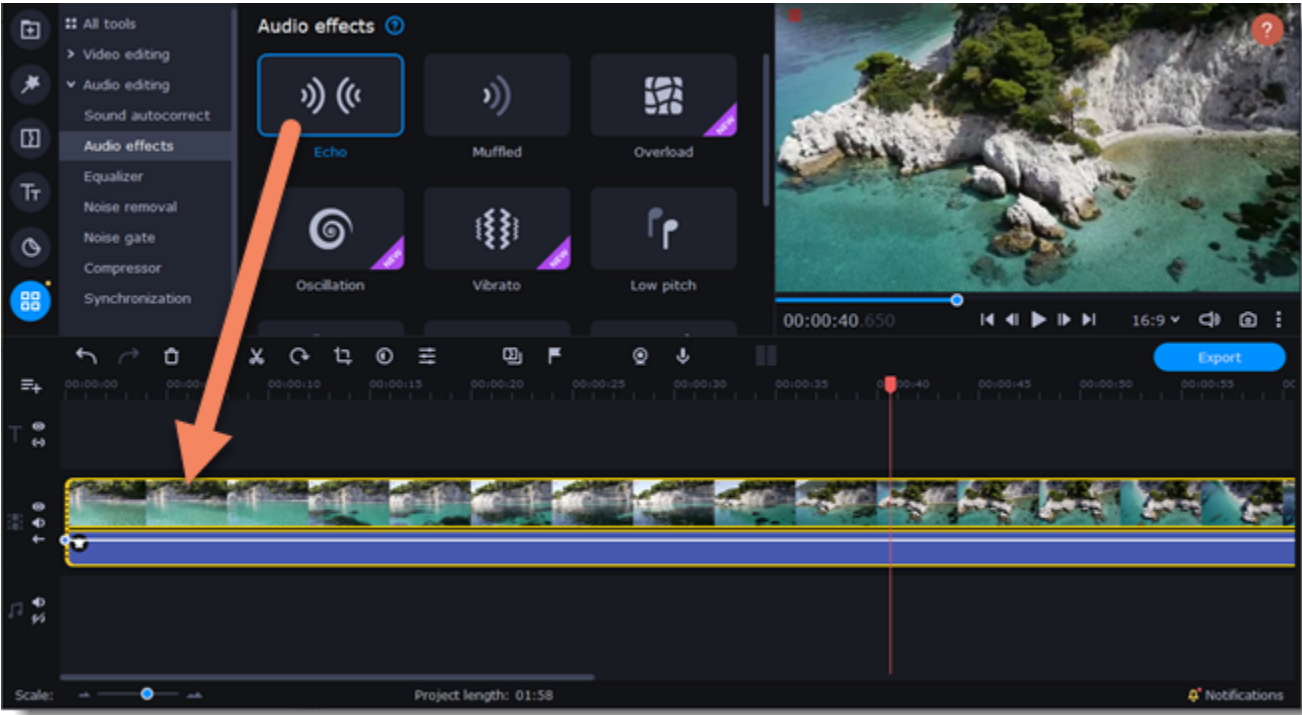 All tools
Video editing
Audio editing
Sound autocorrect
Audio effects
Equalizer
Noise removal
Noise gate
Compressor
Synchronization
Audio effects ?
Echo
Muffled
Overload
NEW
Oscillation
NEW
Vibrato
NEW
Low pitch
?
00:00:40.650
16:9
Export
00:00:00
00:00:10
00:00:15
00:00:20
00:00:25
00:00:30
00:00:35
00:00:45
00:00:50
00:00:55
Scale:
Project length: 01:58
Notifications